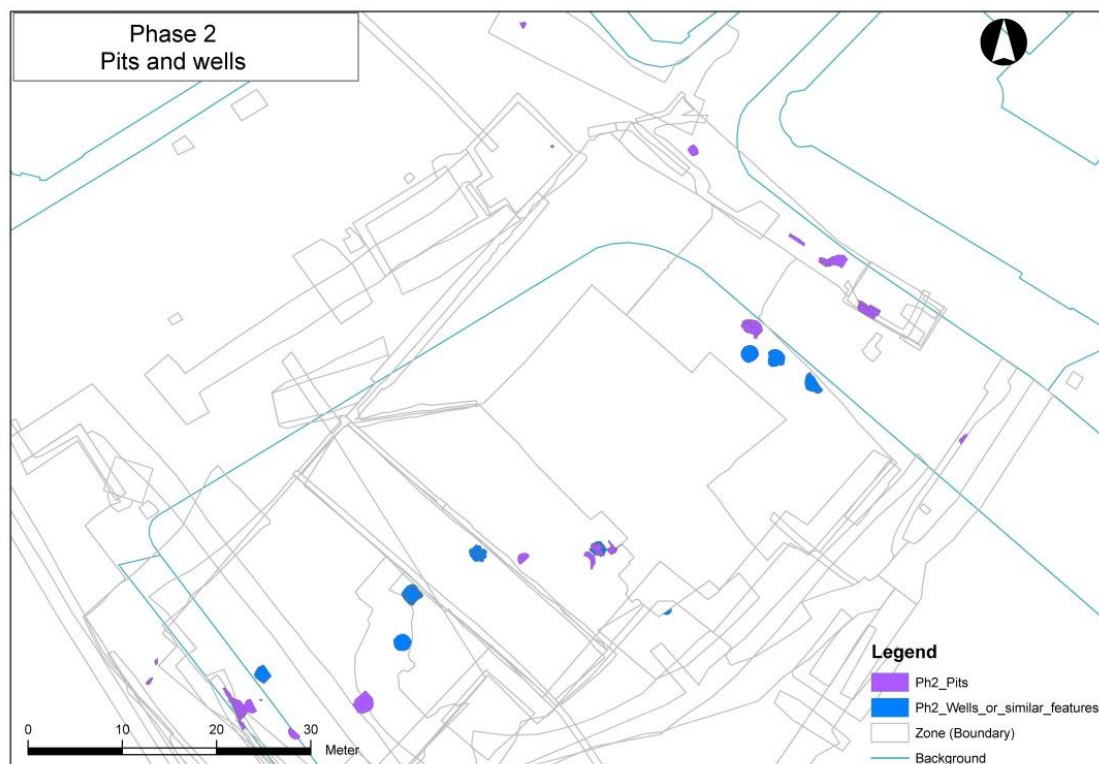 Phase 2
Pits and wells
Legend
Ph2_Pits
Ph2_Wells_or_similar_features
Zone (Boundary)
Background
0 10 20 30
Meter